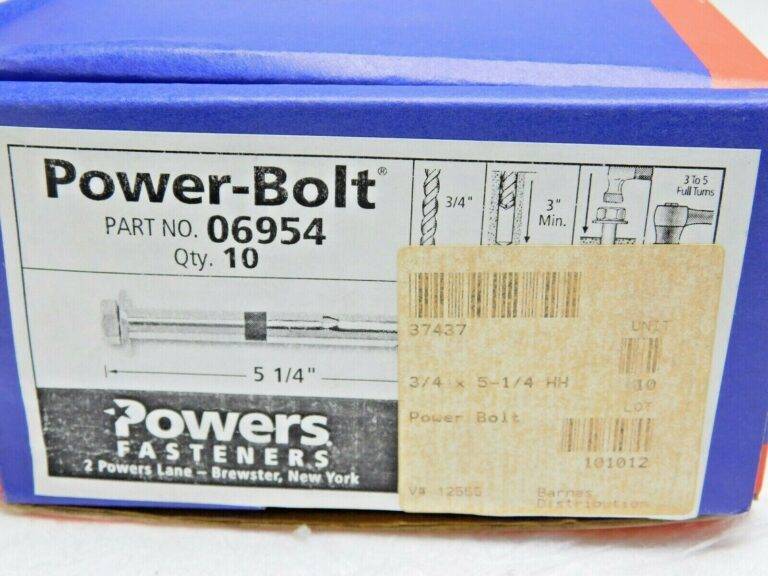 Power-Bolt®
PART NO. 06954
Qty. 10
3/4"
3"
Min.
3 To 5
Full Turns
5 1/4"
Powers
FASTENERS
2 Powers Lane – Brewster, New York
37437
UNIT
3/4 x 5-1/4 HH
10
Power Bolt
LOT
101012
V# 12555
Barnes
Distribution